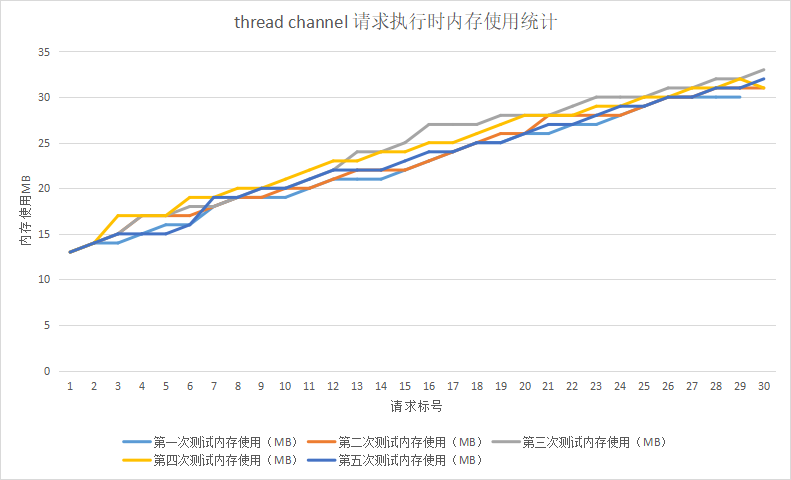 thread channel 请求执行时内存使用统计
35
30
25
20
15
10
5
0
内存使用MB
1 2 3 4 5 6 7 8 9 10 11 12 13 14 15 16 17 18 19 20 21 22 23 24 25 26 27 28 29 30
请求标号
第一次测试内存使用（MB） 第二次测试内存使用（MB） 第三次测试内存使用（MB）
第四次测试内存使用（MB） 第五次测试内存使用（MB）